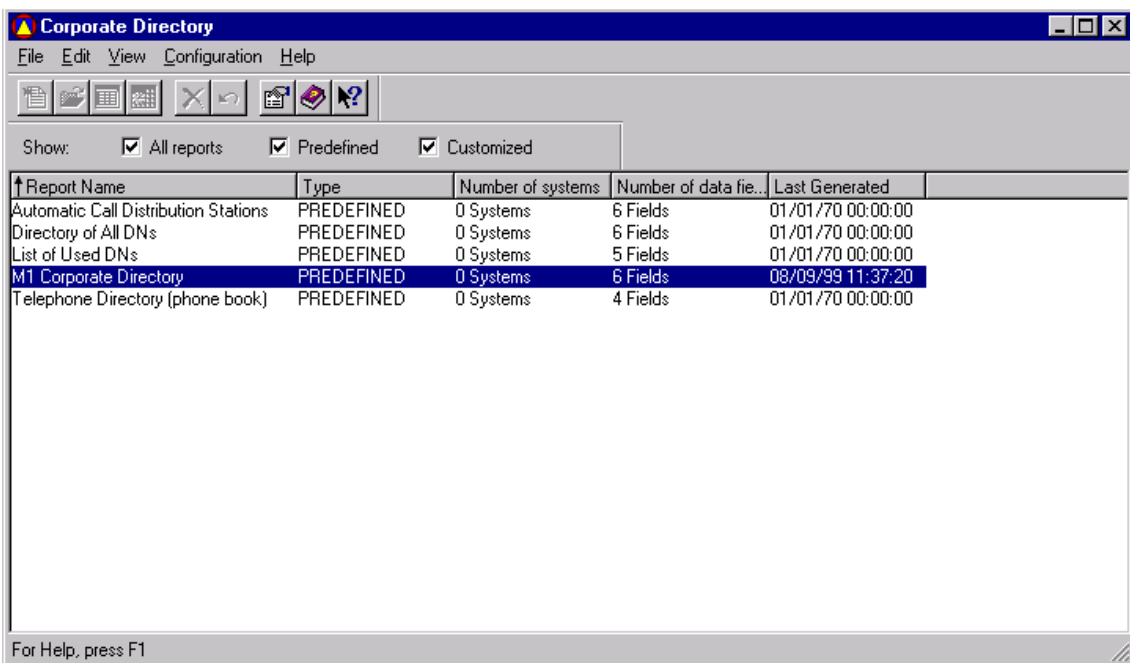 Corporate Directory
File Edit View Configuration Help
Show: All reports Predefined Customized
Report Name Type Number of systems Number of data fie... Last Generated
Automatic Call Distribution Stations PREDEFINED 0 Systems 6 Fields 01/01/70 00:00:00
Directory of All DNs PREDEFINED 0 Systems 6 Fields 01/01/70 00:00:00
List of Used DNs PREDEFINED 0 Systems 5 Fields 01/01/70 00:00:00
M1 Corporate Directory PREDEFINED 0 Systems 6 Fields 08/09/99 11:37:20
Telephone Directory (phone book) PREDEFINED 0 Systems 4 Fields 01/01/70 00:00:00
For Help, press F1